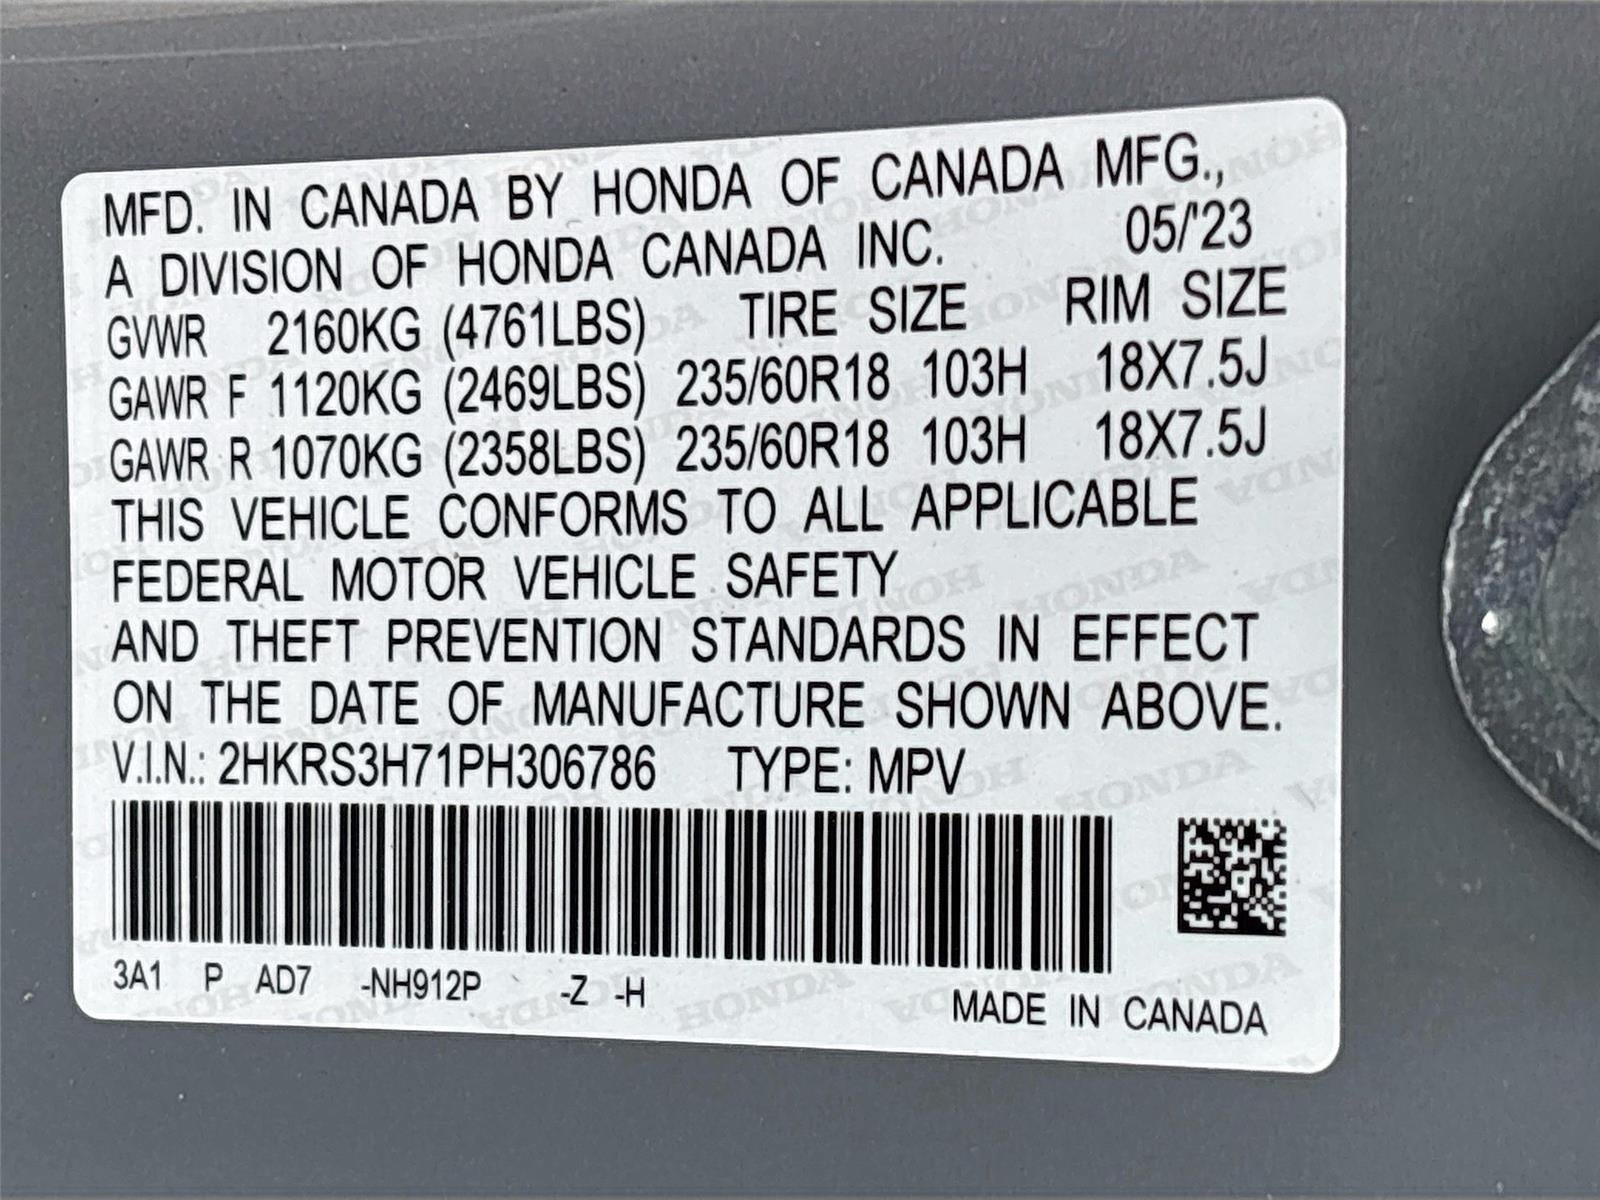 MFD. IN CANADA BY HONDA OF CANADA MFG.,
A DIVISION OF HONDA CANADA INC. 05/'23
GVWR 2160KG (4761LBS) TIRE SIZE RIM SIZE
GAWR F 1120KG (2469LBS) 235/60R18 103H 18X7.5J
GAWR R 1070KG (2358LBS) 235/60R18 103H 18X7.5J
THIS VEHICLE CONFORMS TO ALL APPLICABLE
FEDERAL MOTOR VEHICLE SAFETY
AND THEFT PREVENTION STANDARDS IN EFFECT
ON THE DATE OF MANUFACTURE SHOWN ABOVE.
V.I.N.: 2HKRS3H71PH306786 TYPE: MPV
3A1 P AD7 -NH912P -Z -H
MADE IN CANADA